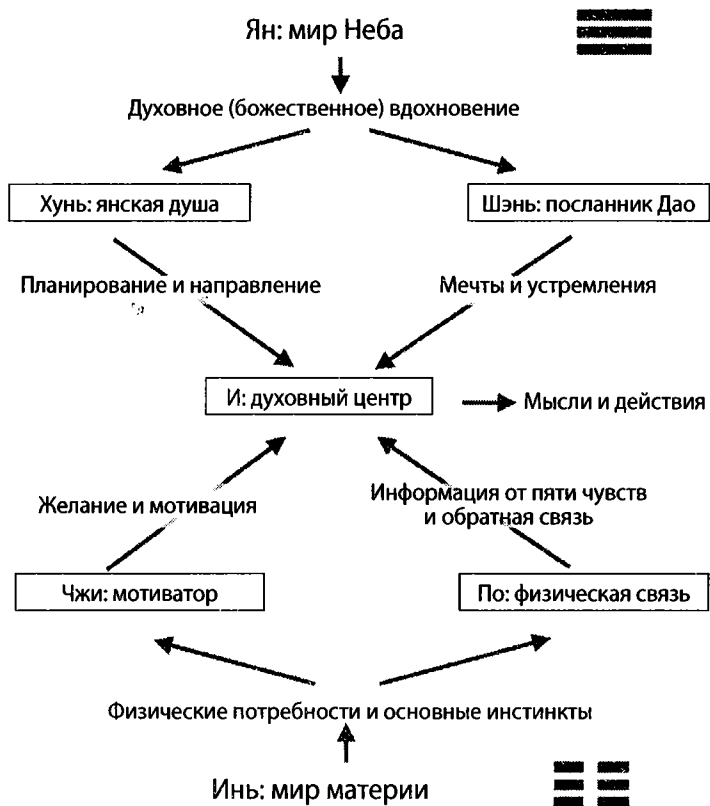 Ян: мир Неба
Духовное (божественное) вдохновение
Хунь: янская душа
Шэнь: посланник Дао
Планирование и направление
Мечты и устремления
И: духовный центр
Мысли и действия
Желание и мотивация
Информация от пяти чувств
и обратная связь
Чжи: мотиватор
По: физическая связь
Физические потребности и основные инстинкты
Инь: мир материи